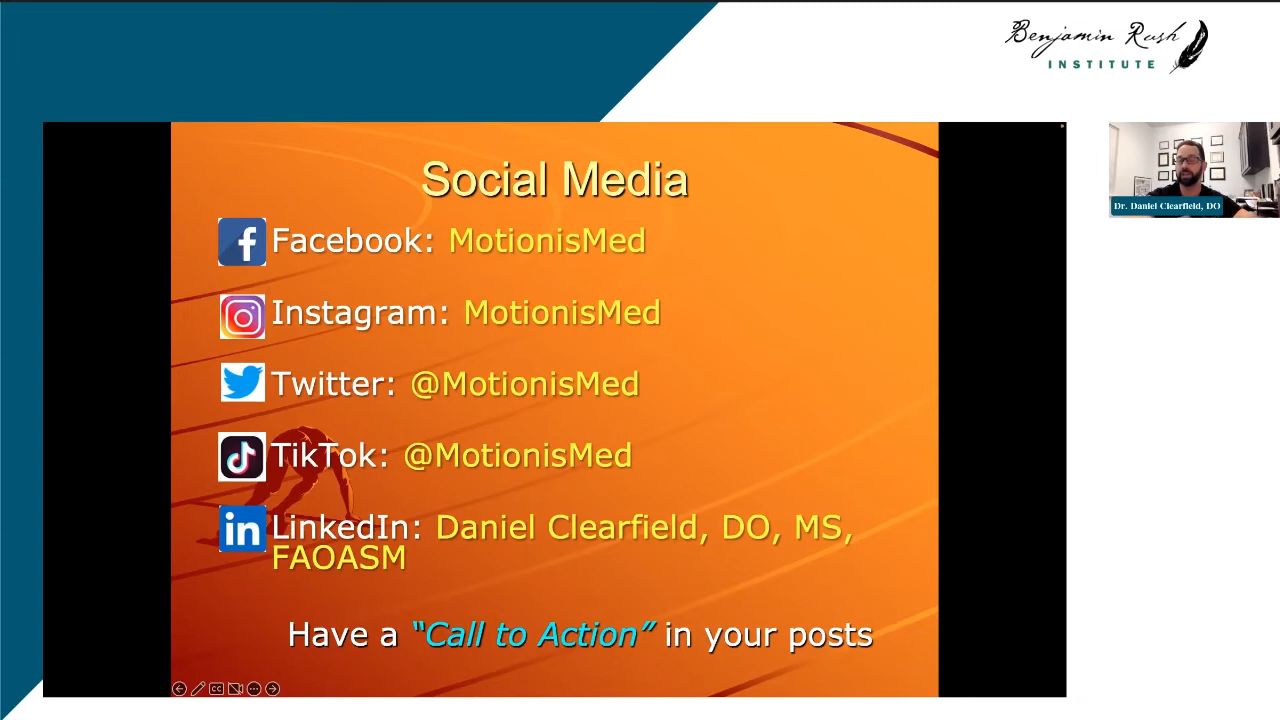 Benjamin Rush
INSTITUTE
Social Media
Facebook: MotionisMed
Instagram: MotionisMed
Twitter: @MotionisMed
TikTok: @MotionisMed
LinkedIn: Daniel Clearfield, DO, MS,
FAOASM
Have a “Call to Action” in your posts
Dr. Daniel Clearfield, DO